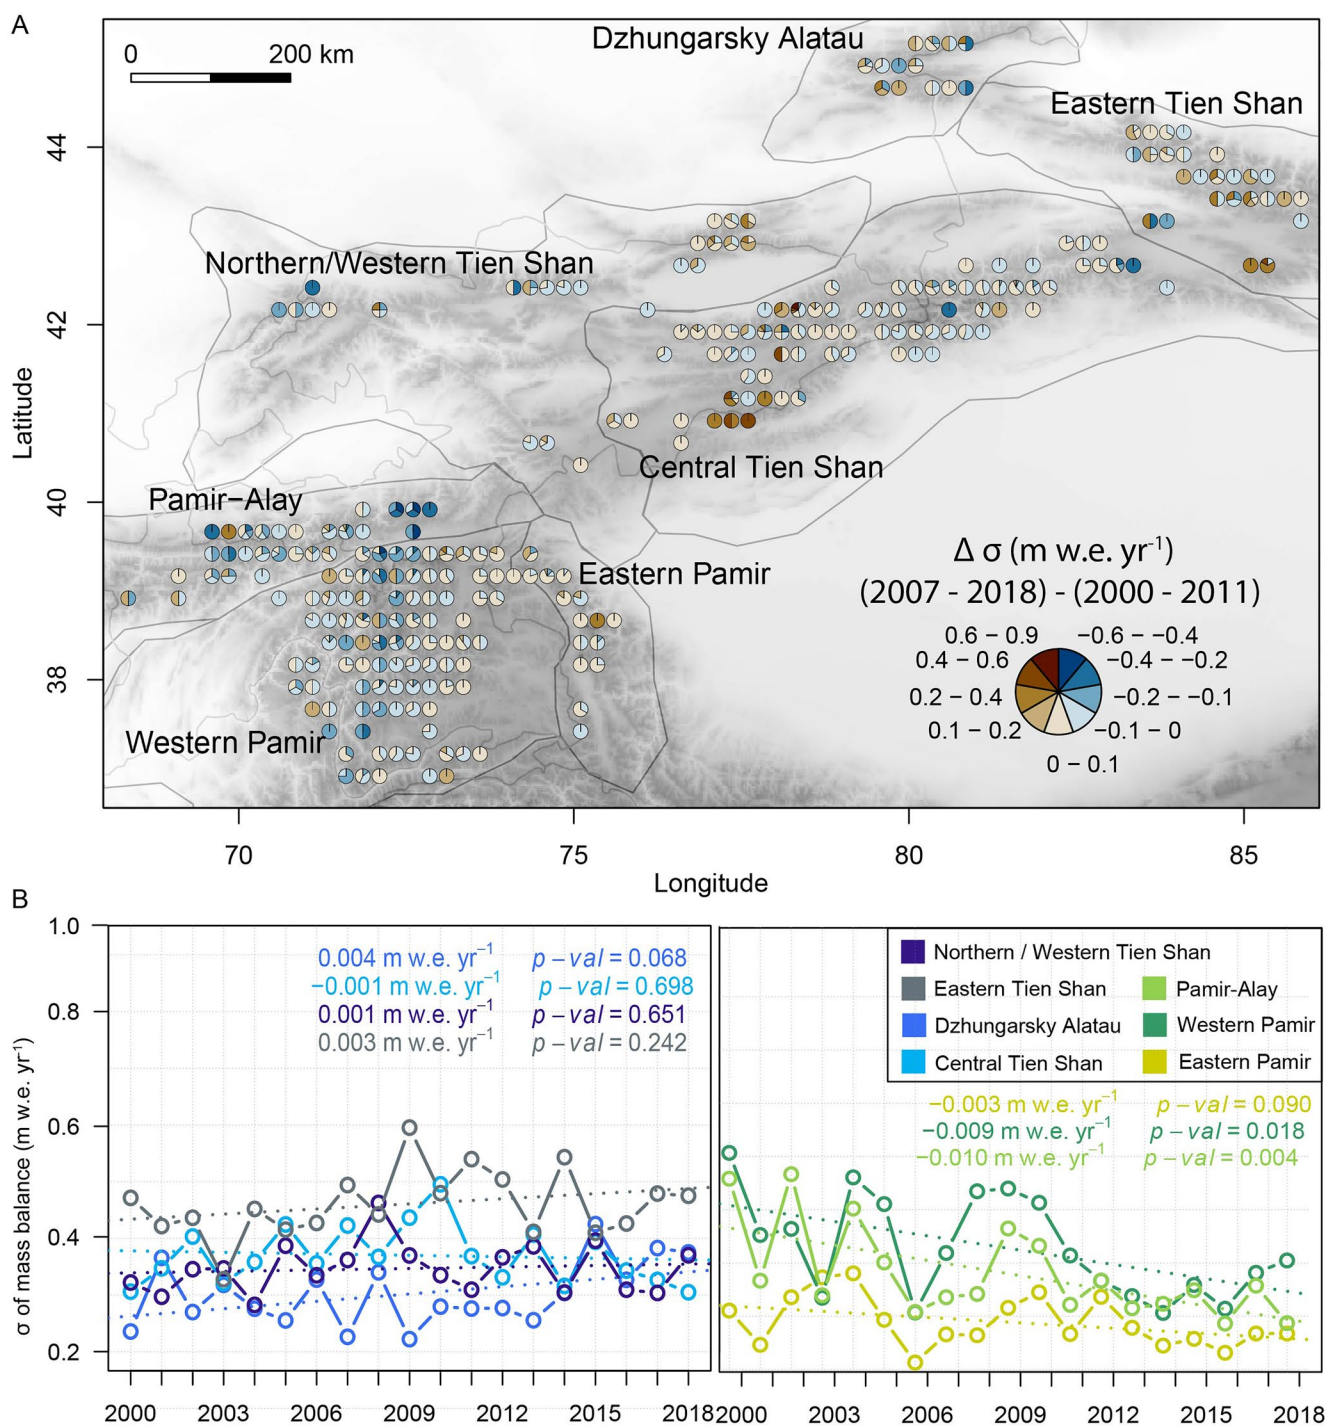 A
0 200 km
Dzhungarsky Alatau
Eastern Tien Shan
Northern/Western Tien Shan
Central Tien Shan
Pamir−Alay
Eastern Pamir
Western Pamir
Δ σ (m w.e. yr⁻¹)
(2007 - 2018) - (2000 - 2011)
0.6 − 0.9 −0.6 − −0.4
0.4 − 0.6 −0.4 − −0.2
0.2 − 0.4 −0.2 − −0.1
0.1 − 0.2 −0.1 − 0
0 − 0.1
Latitude
44
42
40
38
70 75 80 85
Longitude
B
σ of mass balance (m w.e. yr⁻¹)
1.0
0.8
0.6
0.4
0.2
0.004 m w.e. yr⁻¹ p − val = 0.068
−0.001 m w.e. yr⁻¹ p − val = 0.698
0.001 m w.e. yr⁻¹ p − val = 0.651
0.003 m w.e. yr⁻¹ p − val = 0.242
2000 2003 2006 2009 2012 2015 2018
Northern / Western Tien Shan
Eastern Tien Shan Pamir-Alay
Dzhungarsky Alatau Western Pamir
Central Tien Shan Eastern Pamir
−0.003 m w.e. yr⁻¹ p − val = 0.090
−0.009 m w.e. yr⁻¹ p − val = 0.018
−0.010 m w.e. yr⁻¹ p − val = 0.004
2000 2003 2006 2009 2012 2015 2018